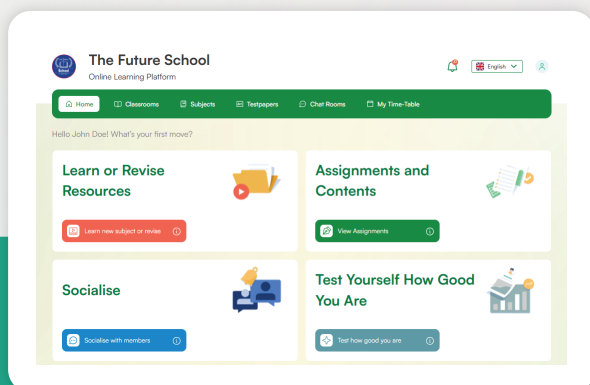 The Future School
Online Learning Platform
School
English
Home
Classrooms
Subjects
Testpapers
Chat Rooms
My Time-Table
Hello John Doe! What's your first move?
Learn or Revise
Resources
Learn new subject or revise
Assignments and
Contents
View Assignments
Socialise
Socialise with members
Test Yourself How Good
You Are
Test how good you are